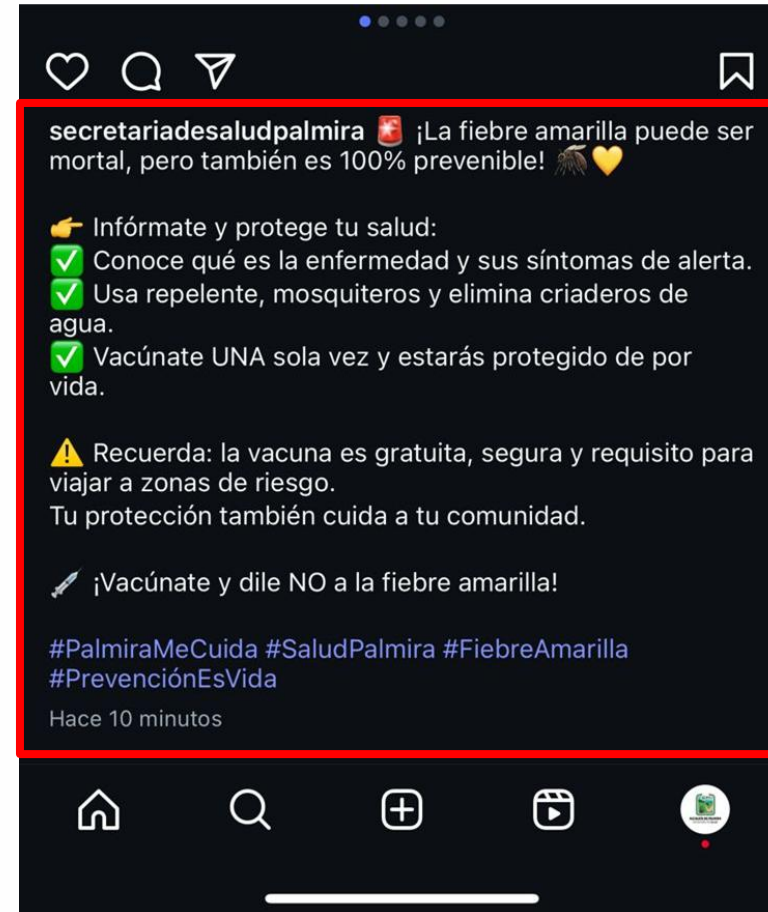 secretariadesaludpalmira 🚨 ¡La fiebre amarilla puede ser
mortal, pero también es 100% prevenible! 🦟💛
👉 Infórmate y protege tu salud:
✅ Conoce qué es la enfermedad y sus síntomas de alerta.
✅ Usa repelente, mosquiteros y elimina criaderos de
agua.
✅ Vacúnate UNA sola vez y estarás protegido de por
vida.
⚠️ Recuerda: la vacuna es gratuita, segura y requisito para
viajar a zonas de riesgo.
Tu protección también cuida a tu comunidad.
💉 ¡Vacúnate y dile NO a la fiebre amarilla!
#PalmiraMeCuida #SaludPalmira #FiebreAmarilla
#PrevenciónEsVida
Hace 10 minutos